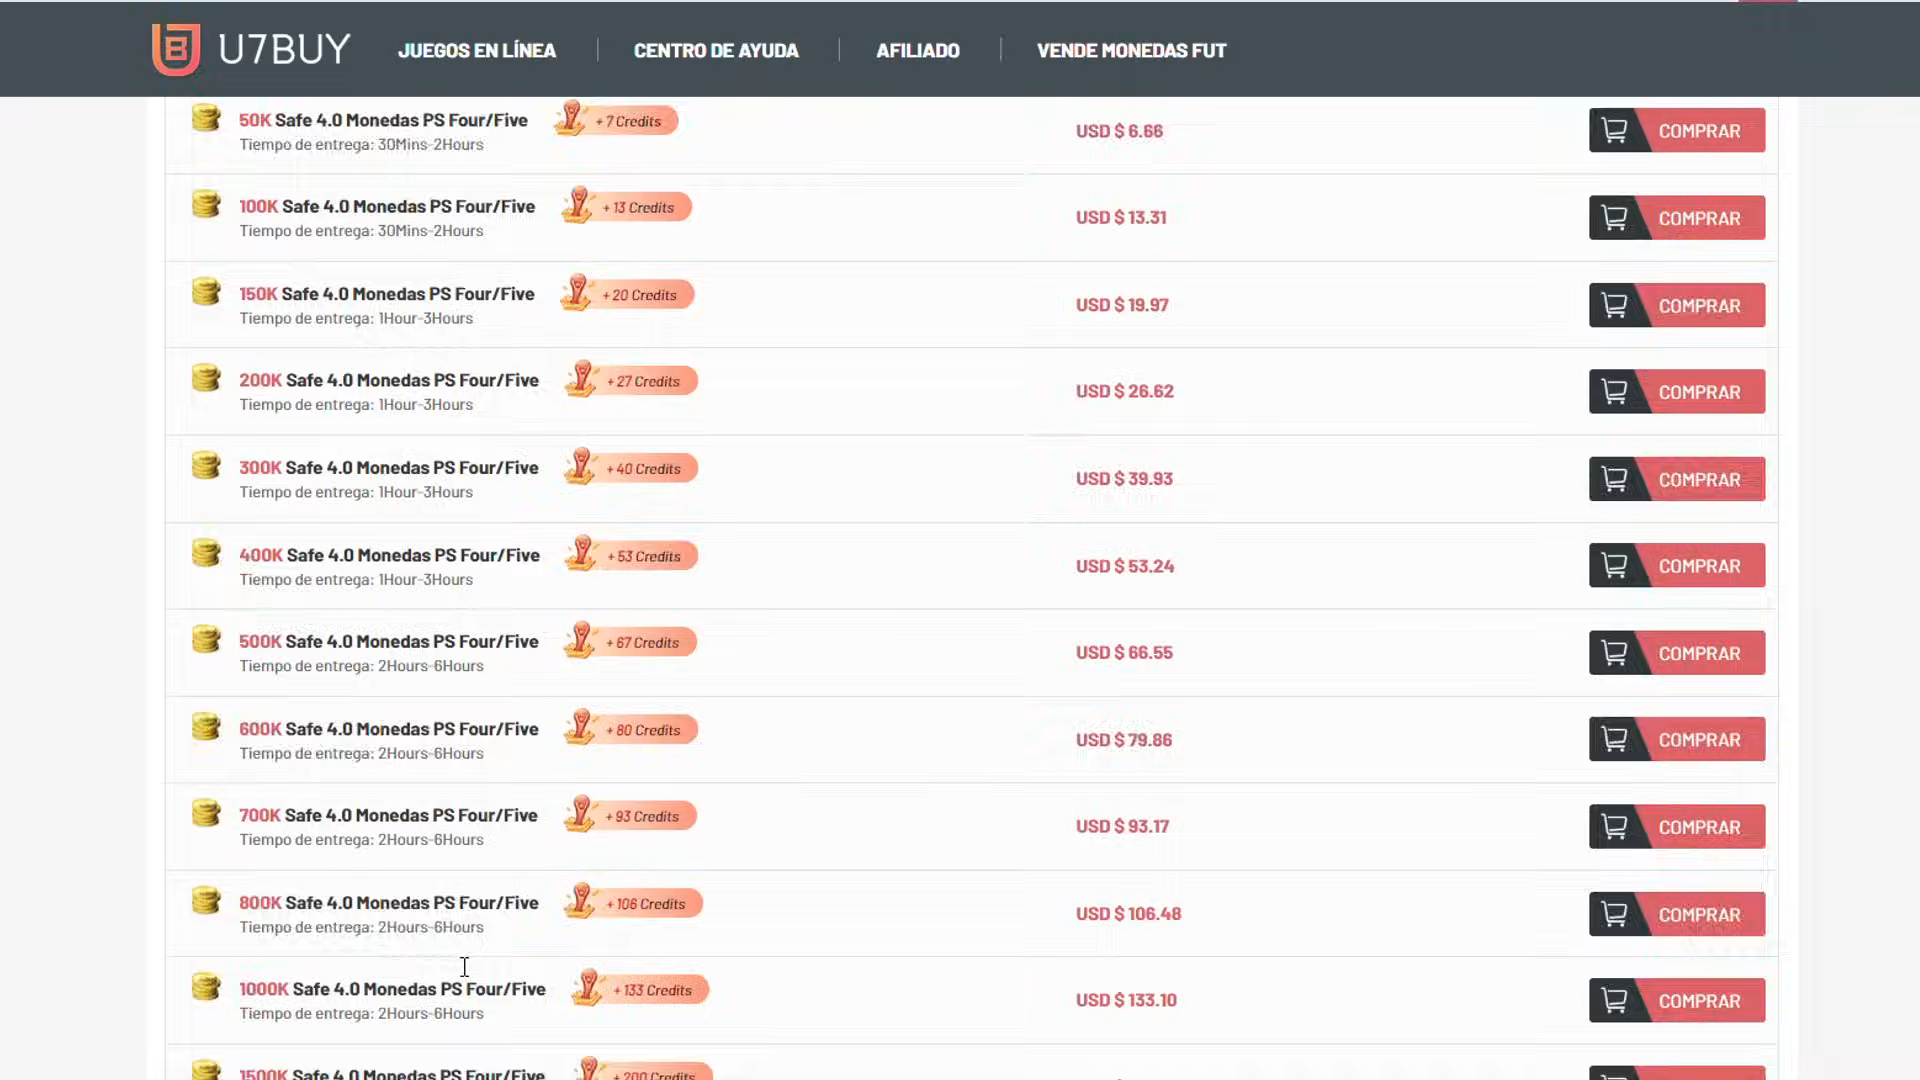 U7BUY JUEGOS EN LÍNEA CENTRO DE AYUDA AFILIADO VENDE MONEDAS FUT
50K Safe 4.0 Monedas PS Four/Five + 7 Credits
Tiempo de entrega: 30Mins-2Hours
USD $ 6.66 COMPRAR
100K Safe 4.0 Monedas PS Four/Five + 13 Credits
Tiempo de entrega: 30Mins-2Hours
USD $ 13.31 COMPRAR
150K Safe 4.0 Monedas PS Four/Five + 20 Credits
Tiempo de entrega: 1Hour-3Hours
USD $ 19.97 COMPRAR
200K Safe 4.0 Monedas PS Four/Five + 27 Credits
Tiempo de entrega: 1Hour-3Hours
USD $ 26.62 COMPRAR
300K Safe 4.0 Monedas PS Four/Five + 40 Credits
Tiempo de entrega: 1Hour-3Hours
USD $ 39.93 COMPRAR
400K Safe 4.0 Monedas PS Four/Five + 53 Credits
Tiempo de entrega: 1Hour-3Hours
USD $ 53.24 COMPRAR
500K Safe 4.0 Monedas PS Four/Five + 67 Credits
Tiempo de entrega: 2Hours-6Hours
USD $ 66.55 COMPRAR
600K Safe 4.0 Monedas PS Four/Five + 80 Credits
Tiempo de entrega: 2Hours-6Hours
USD $ 79.86 COMPRAR
700K Safe 4.0 Monedas PS Four/Five + 93 Credits
Tiempo de entrega: 2Hours-6Hours
USD $ 93.17 COMPRAR
800K Safe 4.0 Monedas PS Four/Five + 106 Credits
Tiempo de entrega: 2Hours-6Hours
USD $ 106.48 COMPRAR
1000K Safe 4.0 Monedas PS Four/Five + 133 Credits
Tiempo de entrega: 2Hours-6Hours
USD $ 133.10 COMPRAR
1500K Safe 4.0 Monedas PS Four/Five + 200 Credits